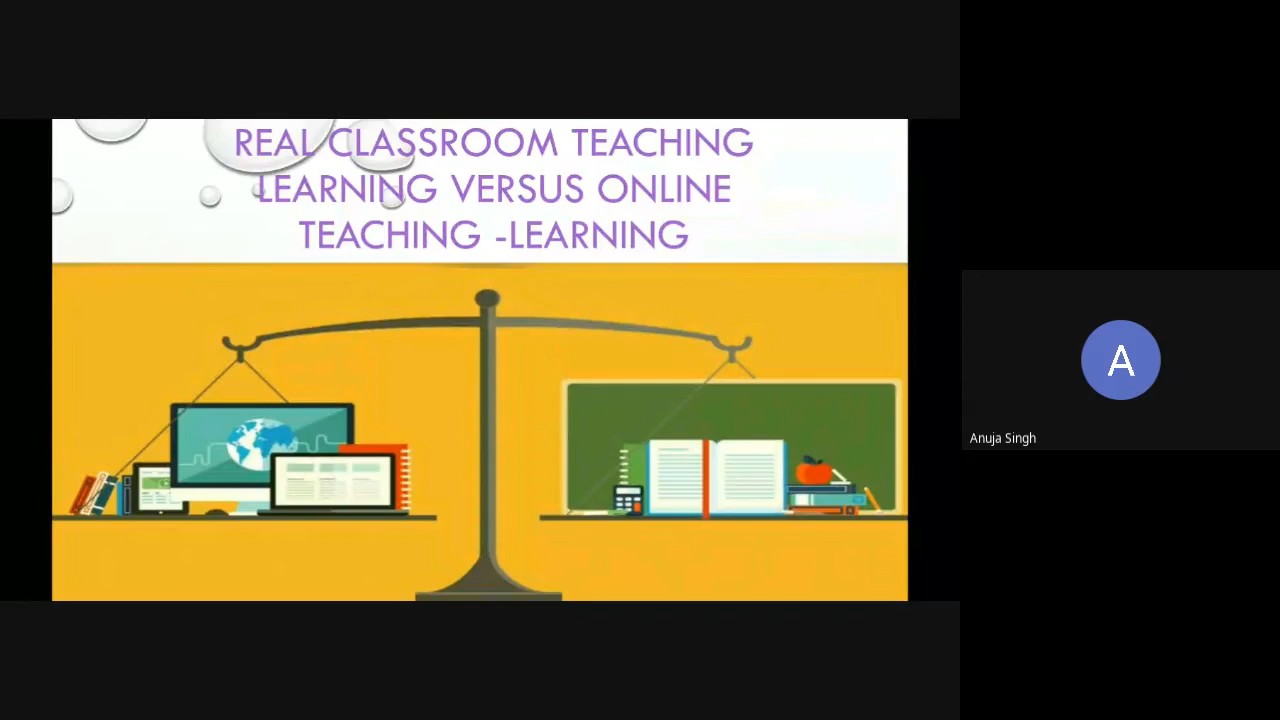 REAL CLASSROOM TEACHING
LEARNING VERSUS ONLINE
TEACHING -LEARNING
A
Anuja Singh